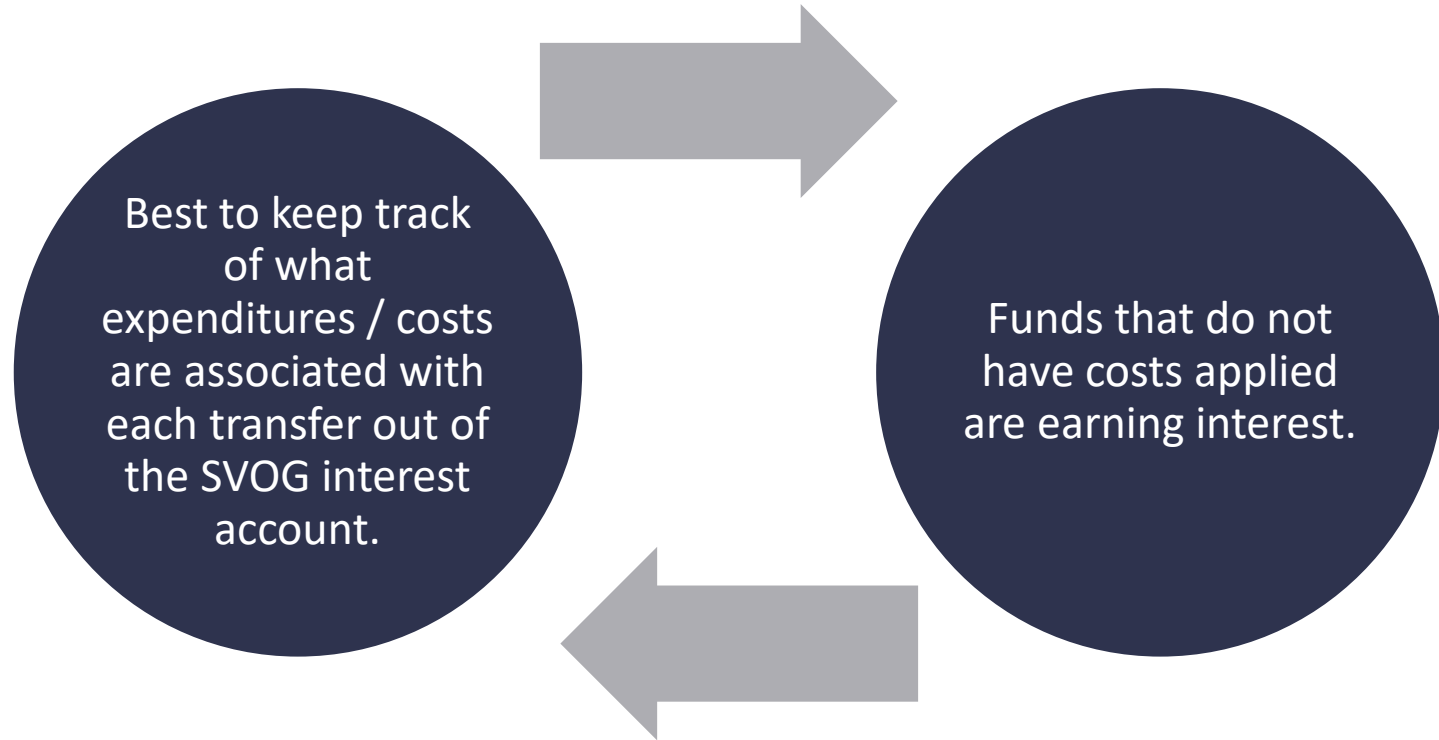 Best to keep track
of what
expenditures / costs
are associated with
each transfer out of
the SVOG interest
account.
Funds that do not
have costs applied
are earning interest.